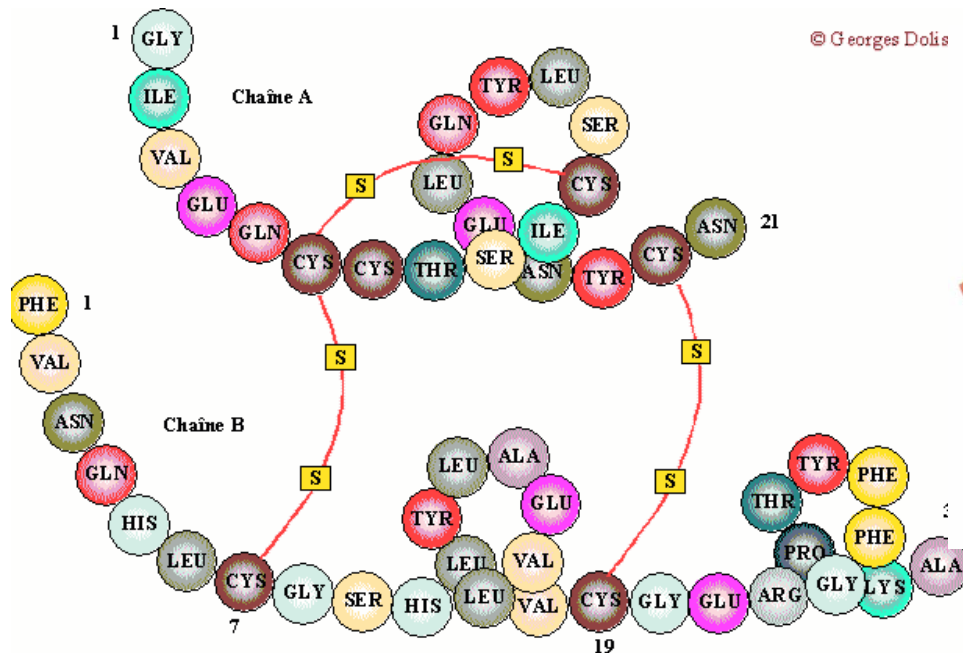 © Georges Dolis
Chaîne A
1
GLY
ILE
VAL
GLU
GLN
CYS
CYS
THR
SER
ILE
CYS
SER
LEU
TYR
GLN
LEU
GLU
ASN
TYR
CYS
ASN
21
S
S
S
S
S
S
Chaîne B
1
PHE
VAL
ASN
GLN
HIS
LEU
CYS
7
GLY
SER
HIS
LEU
VAL
GLU
ALA
LEU
TYR
LEU
VAL
CYS
19
GLY
GLU
ARG
GLY
PHE
PHE
TYR
THR
PRO
LYS
ALA